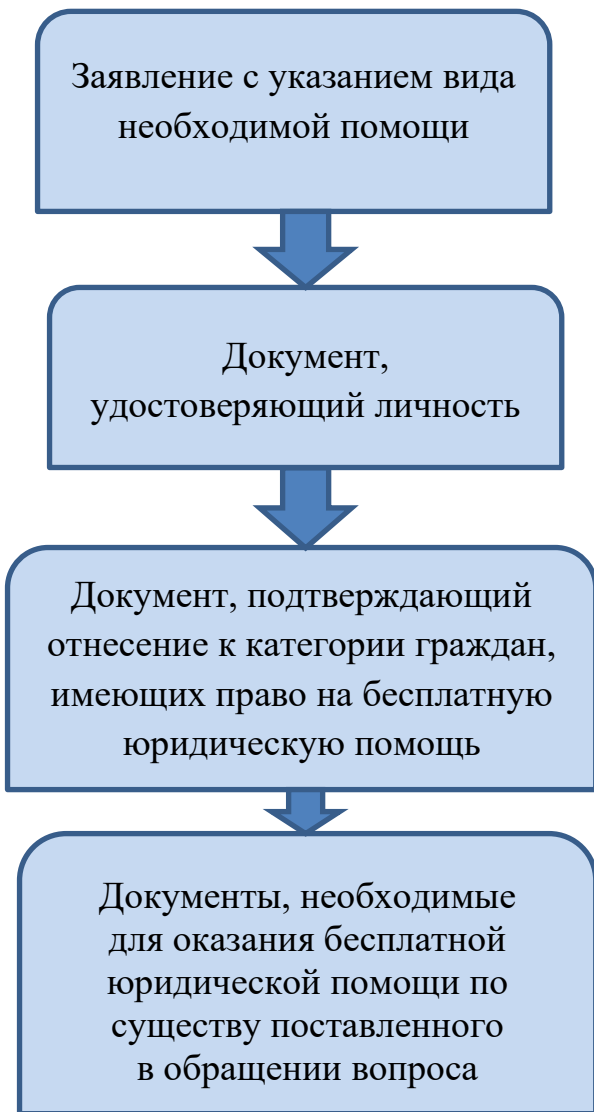 Заявление с указанием вида
необходимой помощи
Документ,
удостоверяющий личность
Документ, подтверждающий
отнесение к категории граждан,
имеющих право на бесплатную
юридическую помощь
Документы, необходимые
для оказания бесплатной
юридической помощи по
существу поставленного
в обращении вопроса